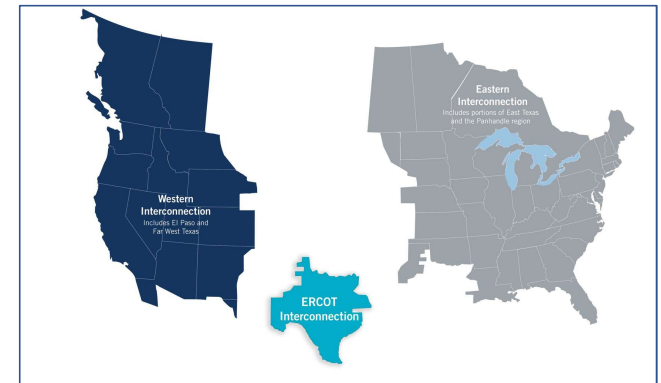 Western
Interconnection
Includes El Paso and
Far West Texas
Eastern
Interconnection
Includes portions of East Texas
and the Panhandle region
ERCOT
Interconnection